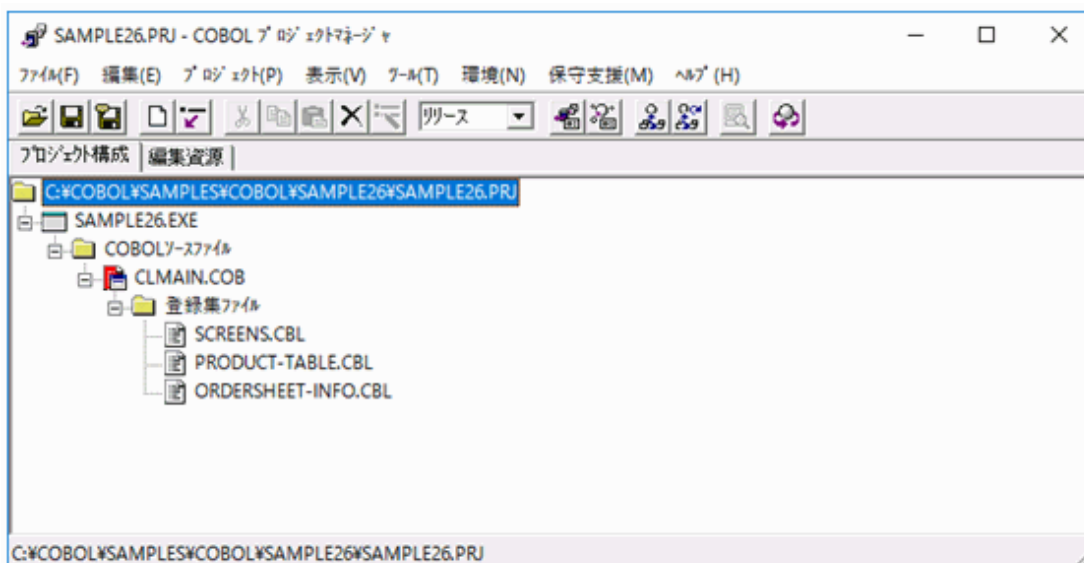 SAMPLE26.PRJ - COBOL ﾌﾟﾛｼﾞｪｸﾄﾏﾈｰｼﾞｬ
ﾌｧｲﾙ(F) 編集(E) ﾌﾟﾛｼﾞｪｸﾄ(P) 表示(V) ﾂｰﾙ(T) 環境(N) 保守支援(M) ﾍﾙﾌﾟ(H)
ﾘﾘｰｽ
ﾌﾟﾛｼﾞｪｸﾄ構成 編集資源
C:¥COBOL¥SAMPLES¥COBOL¥SAMPLE26¥SAMPLE26.PRJ
SAMPLE26.EXE
COBOLｿｰｽﾌｧｲﾙ
CLMAIN.COB
登録集ﾌｧｲﾙ
SCREENS.CBL
PRODUCT-TABLE.CBL
ORDERSHEET-INFO.CBL
C:¥COBOL¥SAMPLES¥COBOL¥SAMPLE26¥SAMPLE26.PRJ